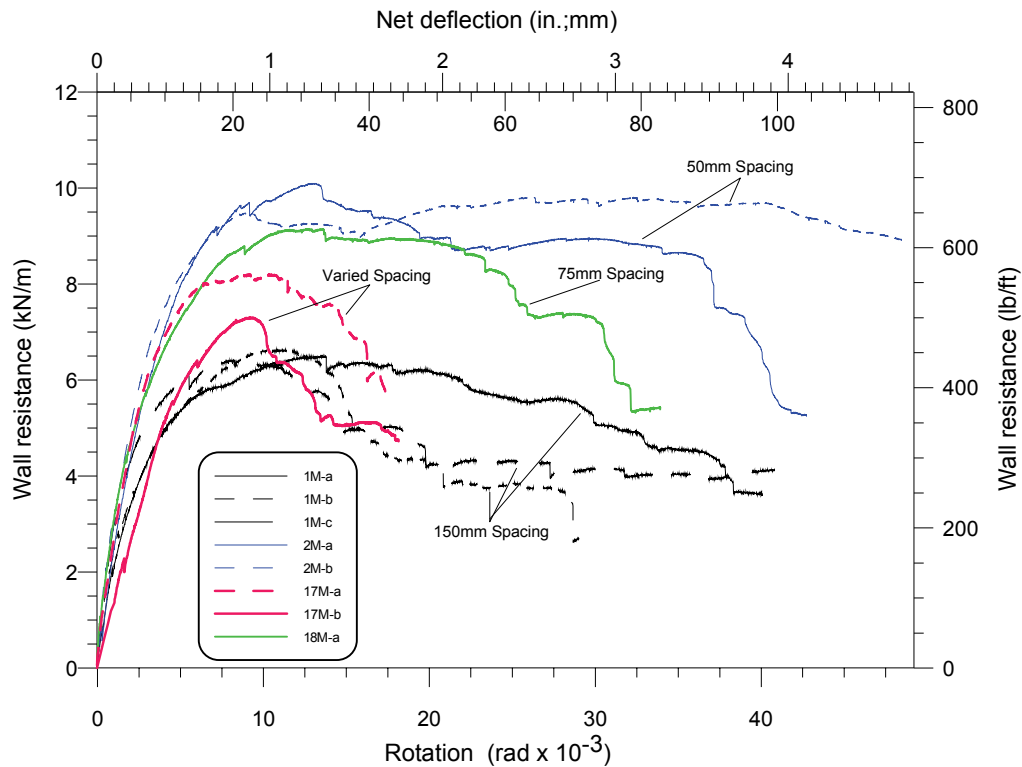 Net deflection (in.;mm)
0 1 2 3 4
20 40 60 80 100
12
10
8
6
4
2
0
Wall resistance (kN/m)
800
600
400
200
0
Wall resistance (lb/ft)
50mm Spacing
Varied Spacing
75mm Spacing
150mm Spacing
1M-a
1M-b
1M-c
2M-a
2M-b
17M-a
17M-b
18M-a
0 10 20 30 40
Rotation (rad x 10-3)